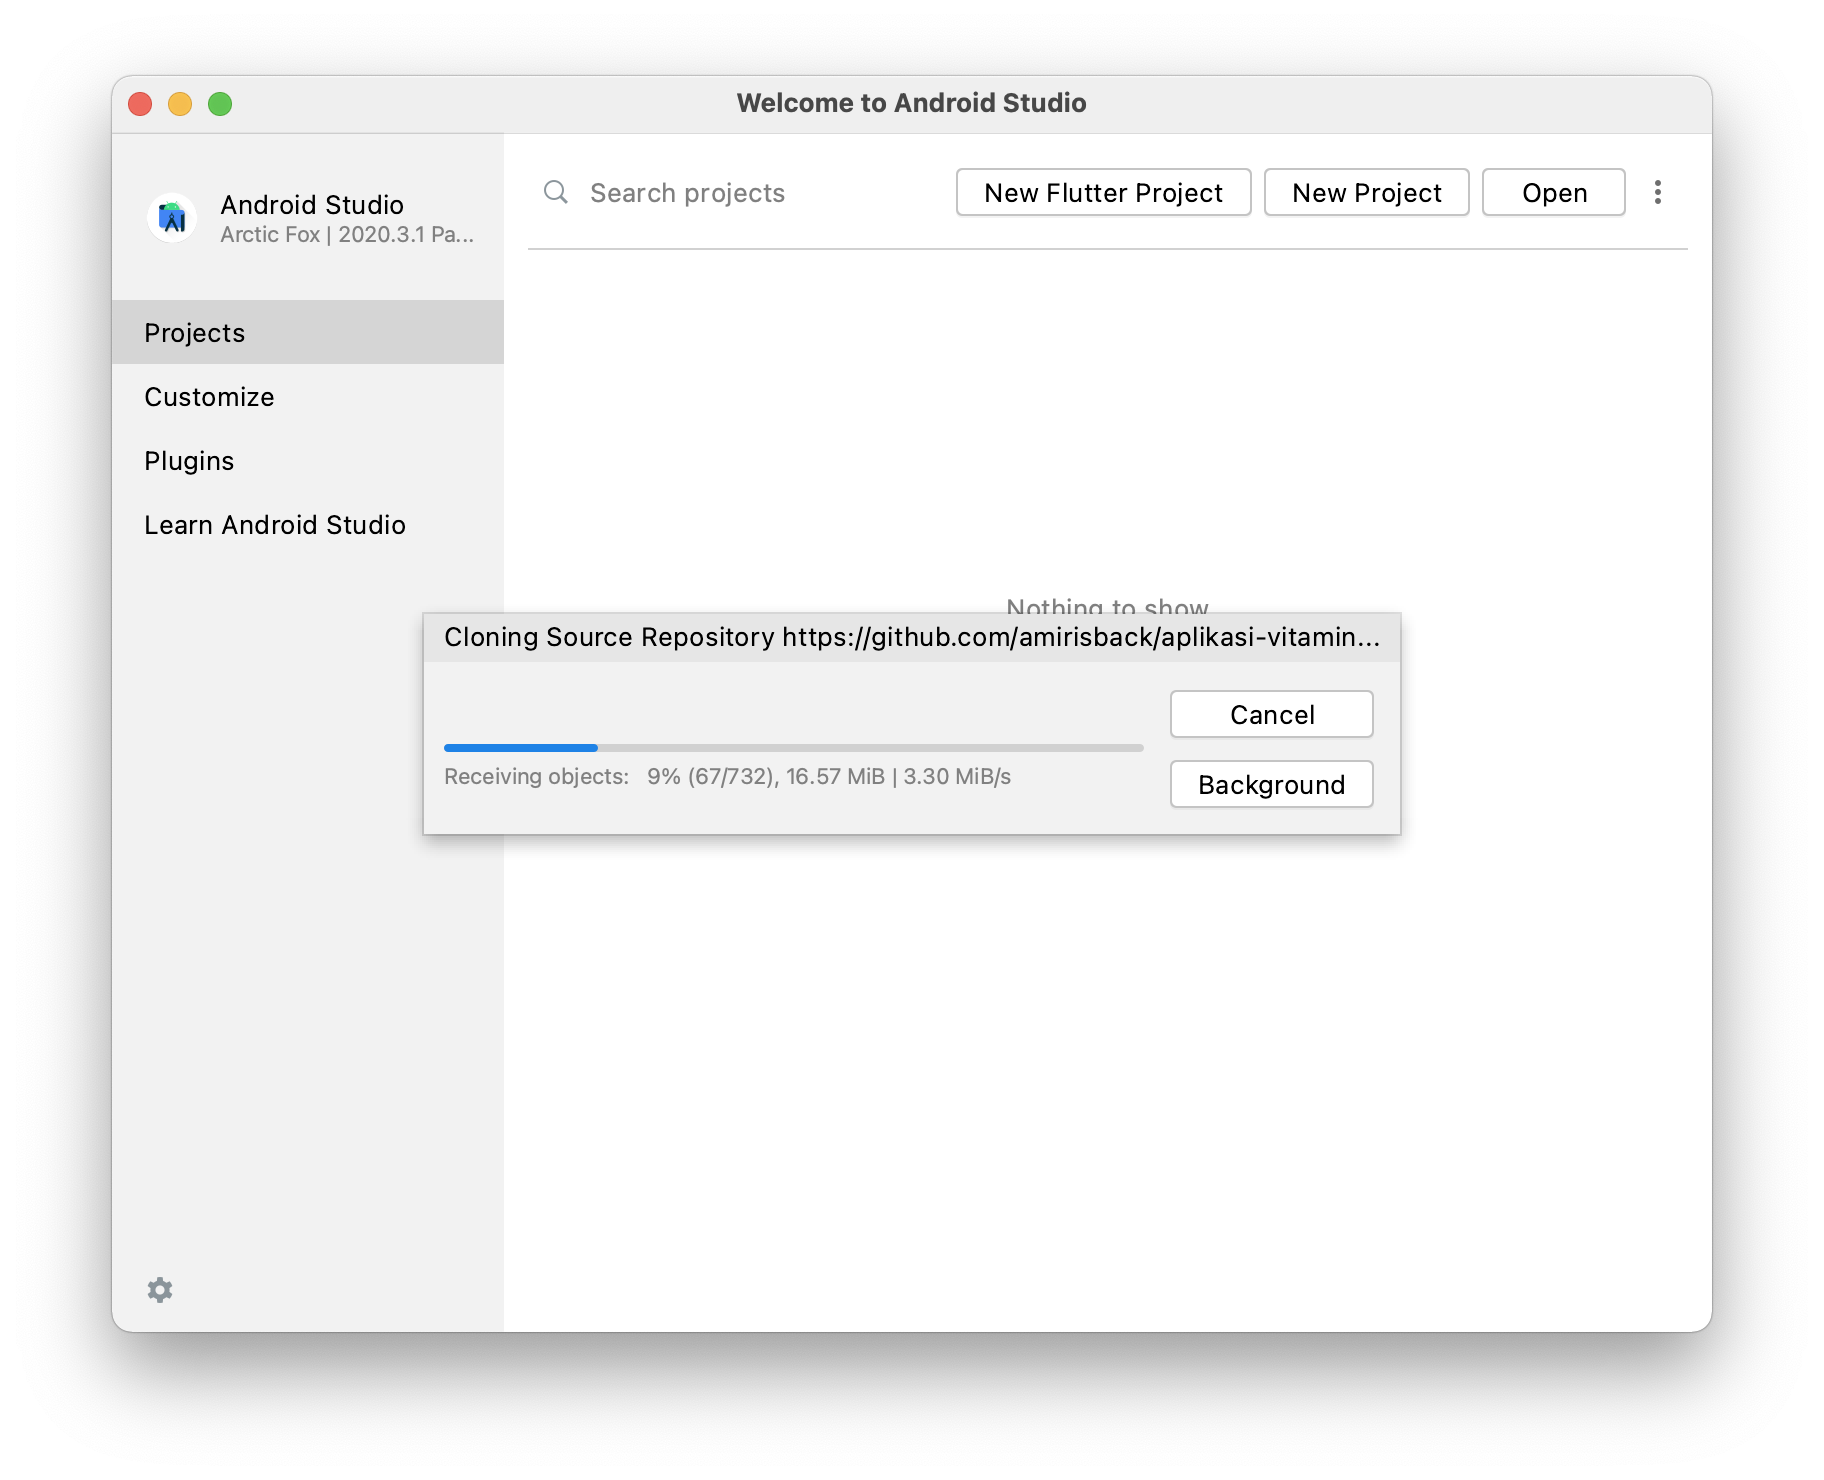 Welcome to Android Studio
Android Studio
Arctic Fox | 2020.3.1 Pa...
Search projects
New Flutter Project
New Project
Open
Projects
Customize
Plugins
Learn Android Studio
Nothing to show
Cloning Source Repository https://github.com/amirisback/aplikasi-vitamin...
Cancel
Receiving objects: 9% (67/732), 16.57 MiB | 3.30 MiB/s
Background